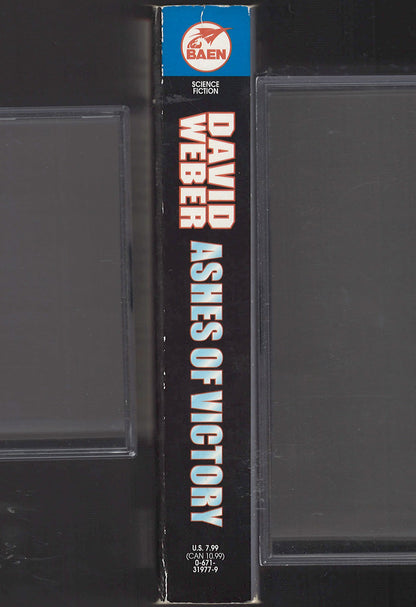 BAEN
SCIENCE
FICTION
DAVID
WEBER
ASHES OF VICTORY
U.S. 7.99
(CAN 10.99)
0-671-
31977-9